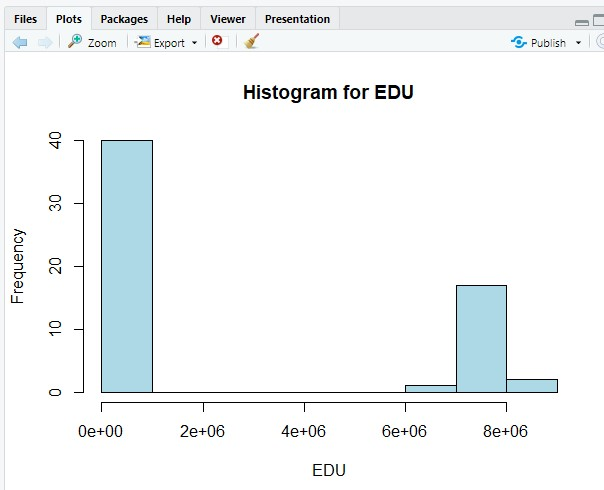 Files Plots Packages Help Viewer Presentation
Zoom Export Publish
Histogram for EDU
Frequency
40
30
20
10
0
0e+00 2e+06 4e+06 6e+06 8e+06
EDU